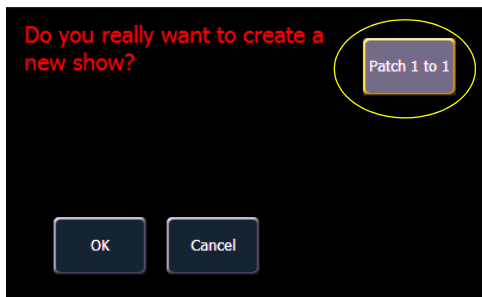 Do you really want to create a
new show?
Patch 1 to 1
OK
Cancel